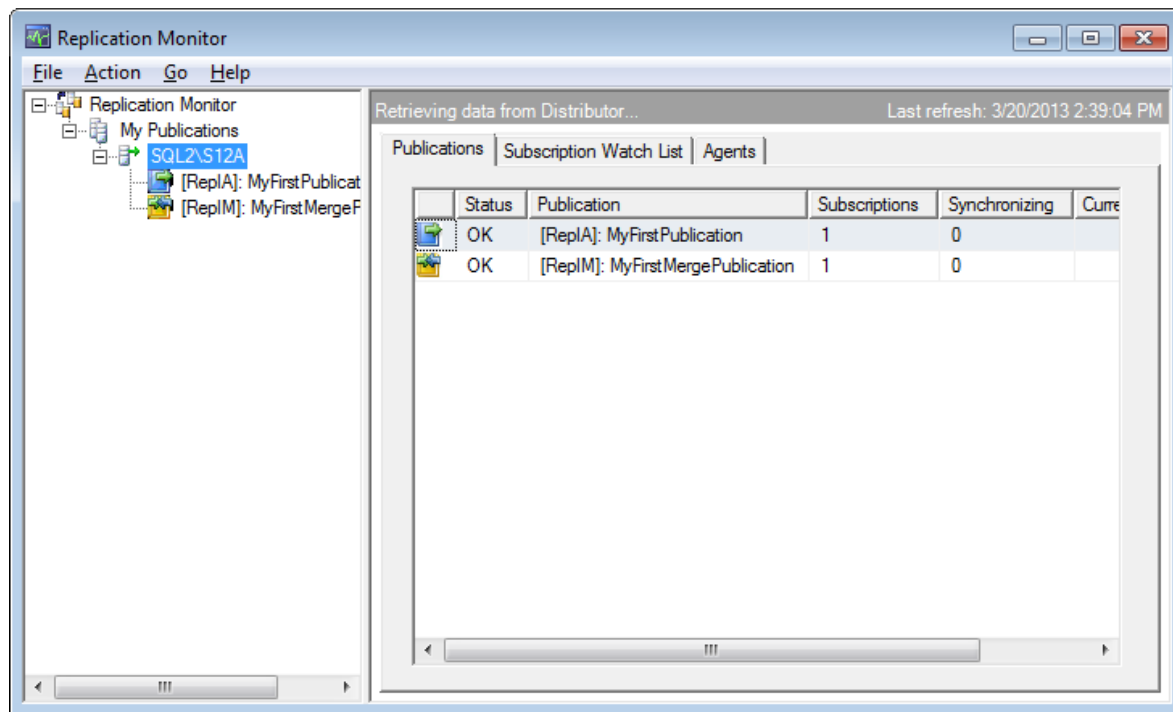 Replication Monitor
File Action Go Help
Replication Monitor
My Publications
SQL2\S12A
[ReplA]: MyFirstPublicat
[ReplM]: MyFirstMergeP
Retrieving data from Distributor... Last refresh: 3/20/2013 2:39:04 PM
Publications Subscription Watch List Agents
Status Publication Subscriptions Synchronizing Curre
OK [ReplA]: MyFirstPublication 1 0
OK [ReplM]: MyFirstMergePublication 1 0